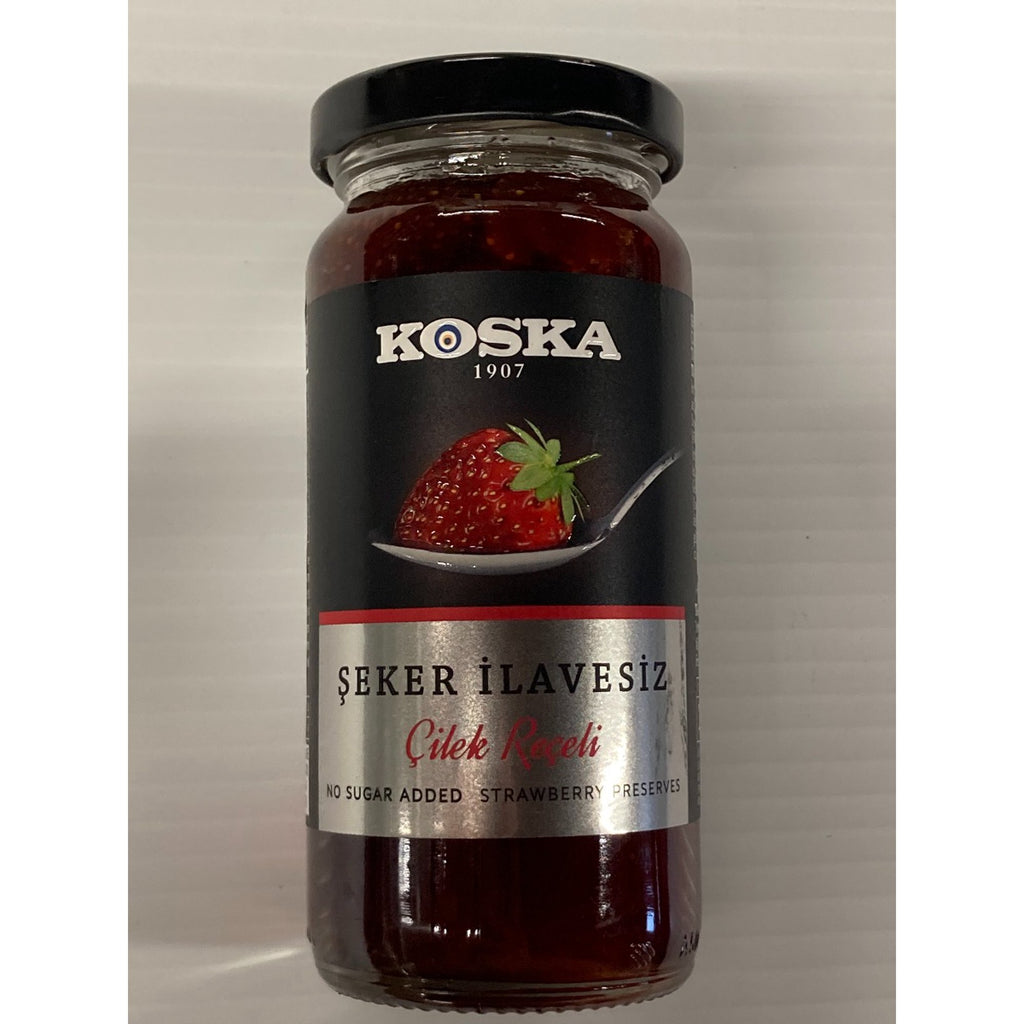 KOSKA
1907
ŞEKER İLAVESİZ
Çilek Reçeli
NO SUGAR ADDED STRAWBERRY PRESERVES